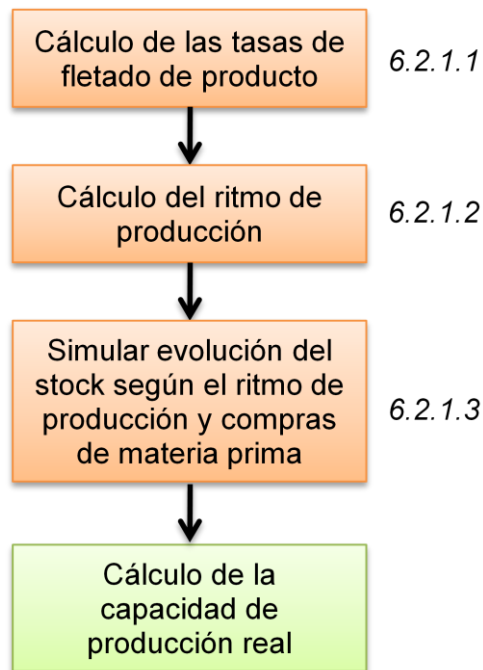 Cálculo de las tasas de
fletado de producto
6.2.1.1
Cálculo del ritmo de
producción
6.2.1.2
Simular evolución del
stock según el ritmo de
producción y compras
de materia prima
6.2.1.3
Cálculo de la
capacidad de
producción real